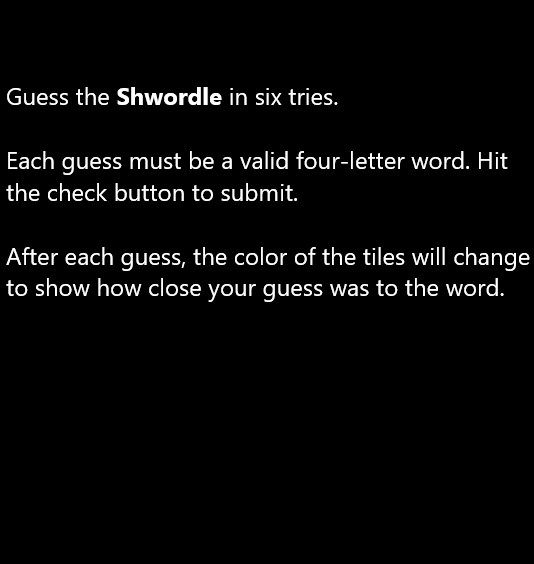 Guess the Shwordle in six tries.
Each guess must be a valid four-letter word. Hit
the check button to submit.
After each guess, the color of the tiles will change
to show how close your guess was to the word.